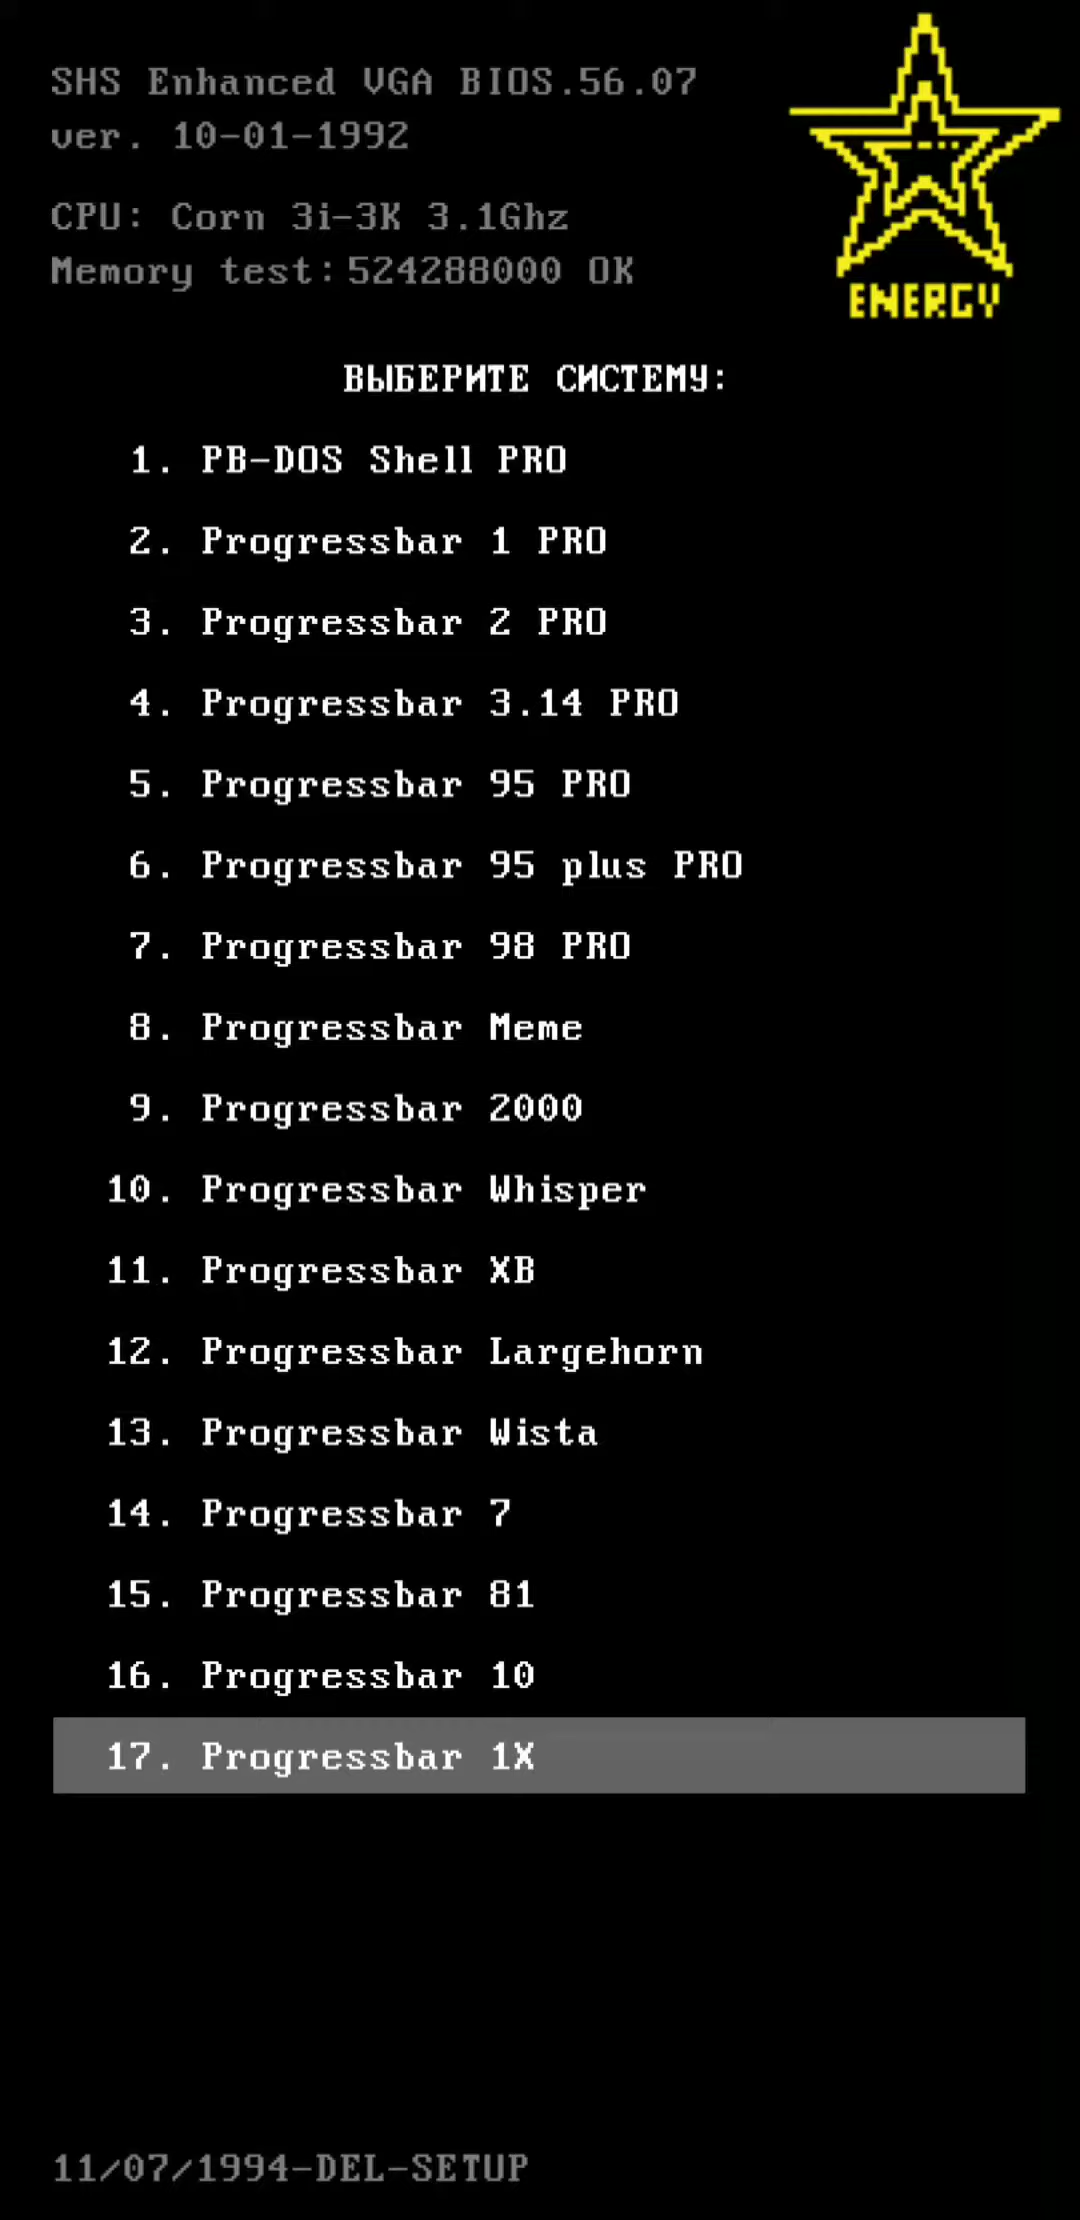 SHS Enhanced VGA BIOS.56.07
ver. 10-01-1992
CPU: Corn 3i-3K 3.1Ghz
Memory test:524288000 OK
ENERGY
ВЫБЕРИТЕ СИСТЕМУ:
1. PB-DOS Shell PRO
2. Progressbar 1 PRO
3. Progressbar 2 PRO
4. Progressbar 3.14 PRO
5. Progressbar 95 PRO
6. Progressbar 95 plus PRO
7. Progressbar 98 PRO
8. Progressbar Meme
9. Progressbar 2000
10. Progressbar Whisper
11. Progressbar XB
12. Progressbar Largehorn
13. Progressbar Wista
14. Progressbar 7
15. Progressbar 81
16. Progressbar 10
17. Progressbar 1X
11/07/1994-DEL-SETUP